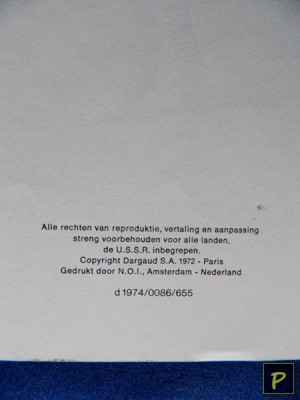 Alle rechten van reproduktie, vertaling en aanpassing
streng voorbehouden voor alle landen,
de U.S.S.R. inbegrepen.
Copyright Dargaud S.A. 1972 - Paris
Gedrukt door N.O.I., Amsterdam - Nederland
d 1974/0086/655
P